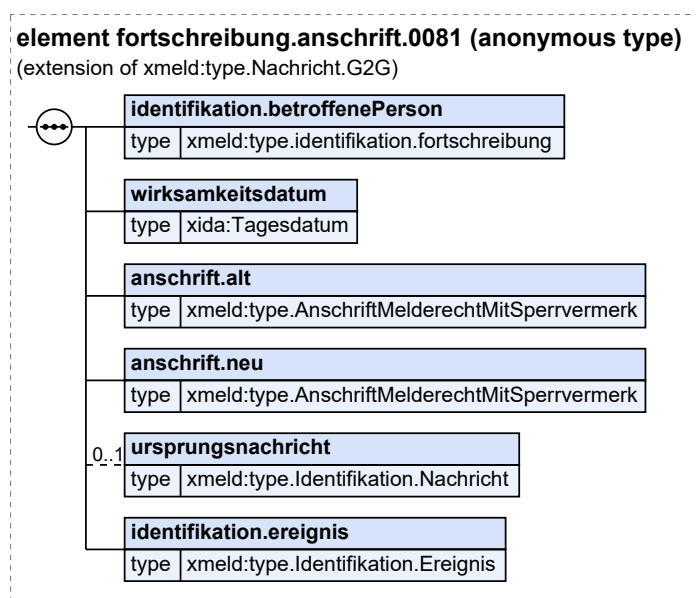 element fortschreibung.anschrift.0081 (anonymous type)
(extension of xmeld:type.Nachricht.G2G)
identifikation.betroffenePerson
type xmeld:type.identifikation.fortschreibung
wirksamkeitsdatum
type xida:Tagesdatum
anschrift.alt
type xmeld:type.AnschriftMelderechtMitSperrvermerk
anschrift.neu
type xmeld:type.AnschriftMelderechtMitSperrvermerk
0..1 ursprungsnachricht
type xmeld:type.Identifikation.Nachricht
identifikation.ereignis
type xmeld:type.Identifikation.Ereignis